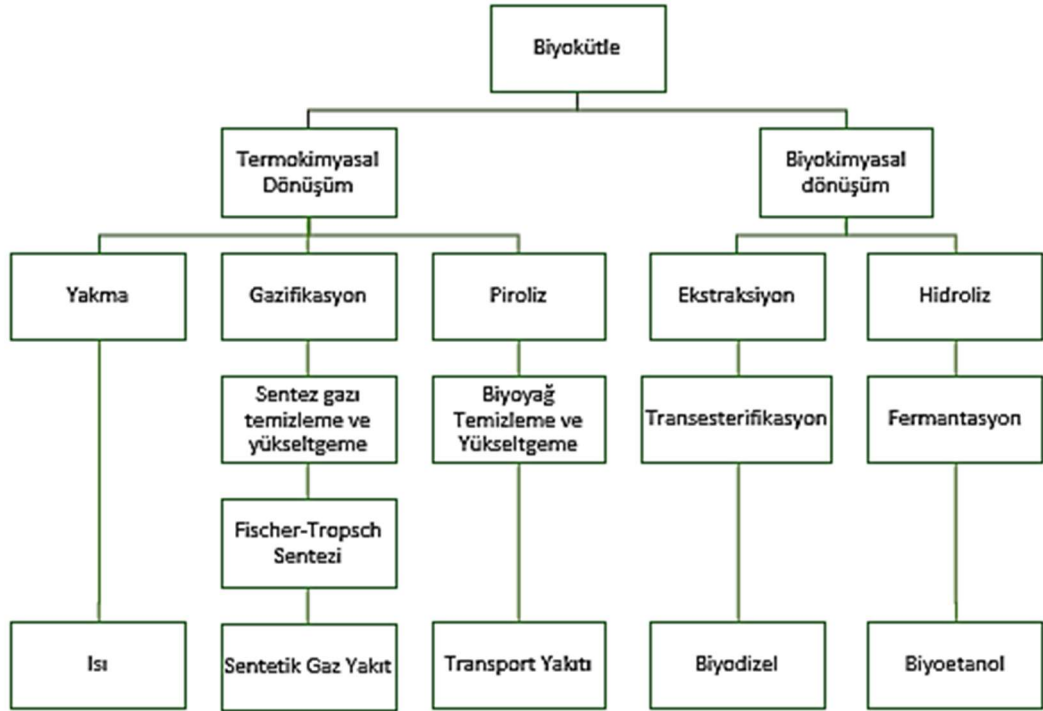 Biyokütle
Termokimyasal
Dönüşüm
Biyokimyasal
dönüşüm
Yakma
Gazifikasyon
Piroliz
Ekstraksiyon
Hidroliz
Sentez gazı
temizleme ve
yükseltgeme
Biyoyağ
Temizleme ve
Yükseltgeme
Transesterifikasyon
Fermantasyon
Fischer-Tropsch
Sentezi
Isı
Sentetik Gaz Yakıt
Transport Yakıtı
Biyodizel
Biyoetanol